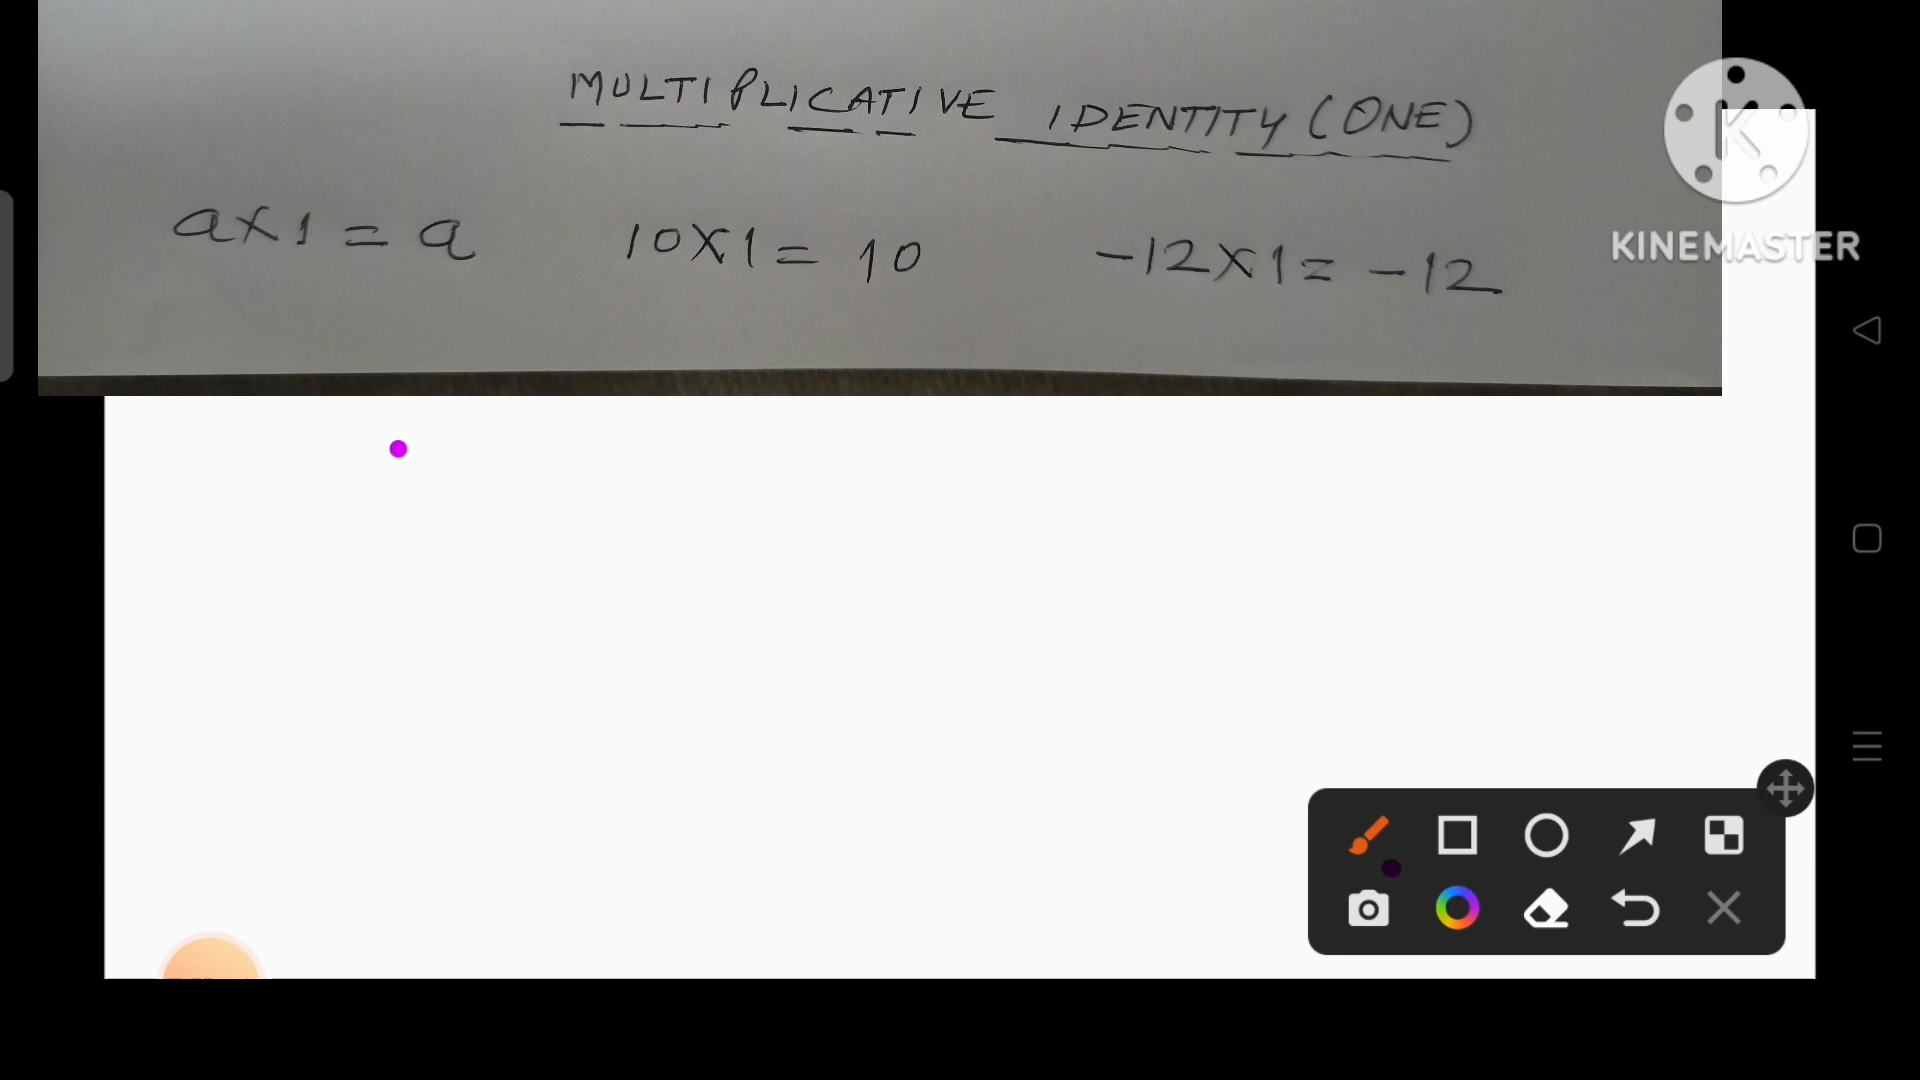 MULTIPLICATIVE IDENTITY (ONE)
a×1 = a 10×1 = 10 -12×1 = -12
KINEMASTER